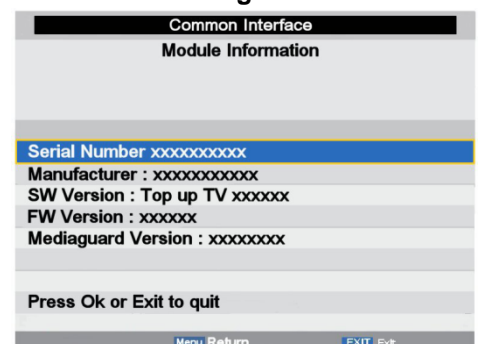 Common Interface
Module Information
Serial Number xxxxxxxxxx
Manufacturer : xxxxxxxxxxx
SW Version : Top up TV xxxxxx
FW Version : xxxxxx
Mediaguard Version : xxxxxxxx
Press Ok or Exit to quit
Menu Return EXIT Exit